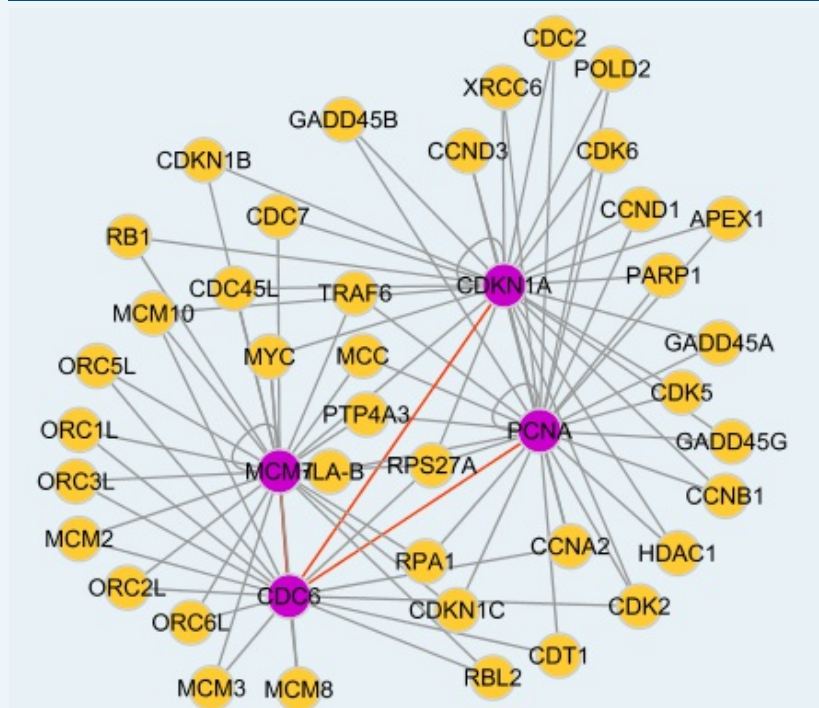 CDC2
POLD2
XRCC6
GADD45B
CCND3
CDK6
CDKN1B
CCND1
APEX1
CDC7
RB1
PARP1
CDKN1A
CDC45L
TRAF6
MCM10
GADD45A
MYC
MCC
ORC5L
CDK5
PTP4A3
ORC1L
PCNA
GADD45G
MCM7
HLA-B
RPS27A
ORC3L
CCNB1
MCM2
CCNA2
HDAC1
RPA1
ORC2L
CDC6
CDKN1C
CDK2
ORC6L
CDT1
RBL2
MCM3
MCM8